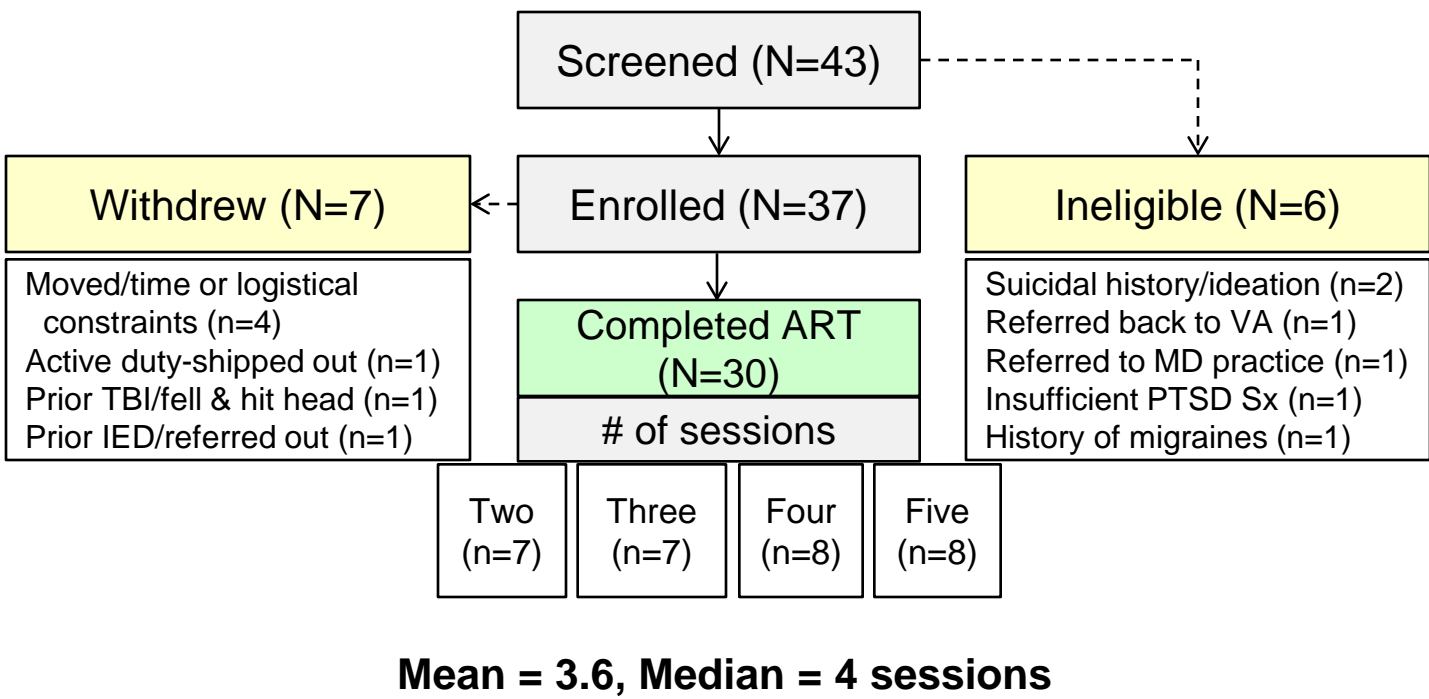 Screened (N=43)
Withdrew (N=7)
Enrolled (N=37)
Ineligible (N=6)
Moved/time or logistical
constraints (n=4)
Active duty-shipped out (n=1)
Prior TBI/fell & hit head (n=1)
Prior IED/referred out (n=1)
Completed ART
(N=30)
# of sessions
Suicidal history/ideation (n=2)
Referred back to VA (n=1)
Referred to MD practice (n=1)
Insufficient PTSD Sx (n=1)
History of migraines (n=1)
Two
(n=7)
Three
(n=7)
Four
(n=8)
Five
(n=8)
Mean = 3.6, Median = 4 sessions